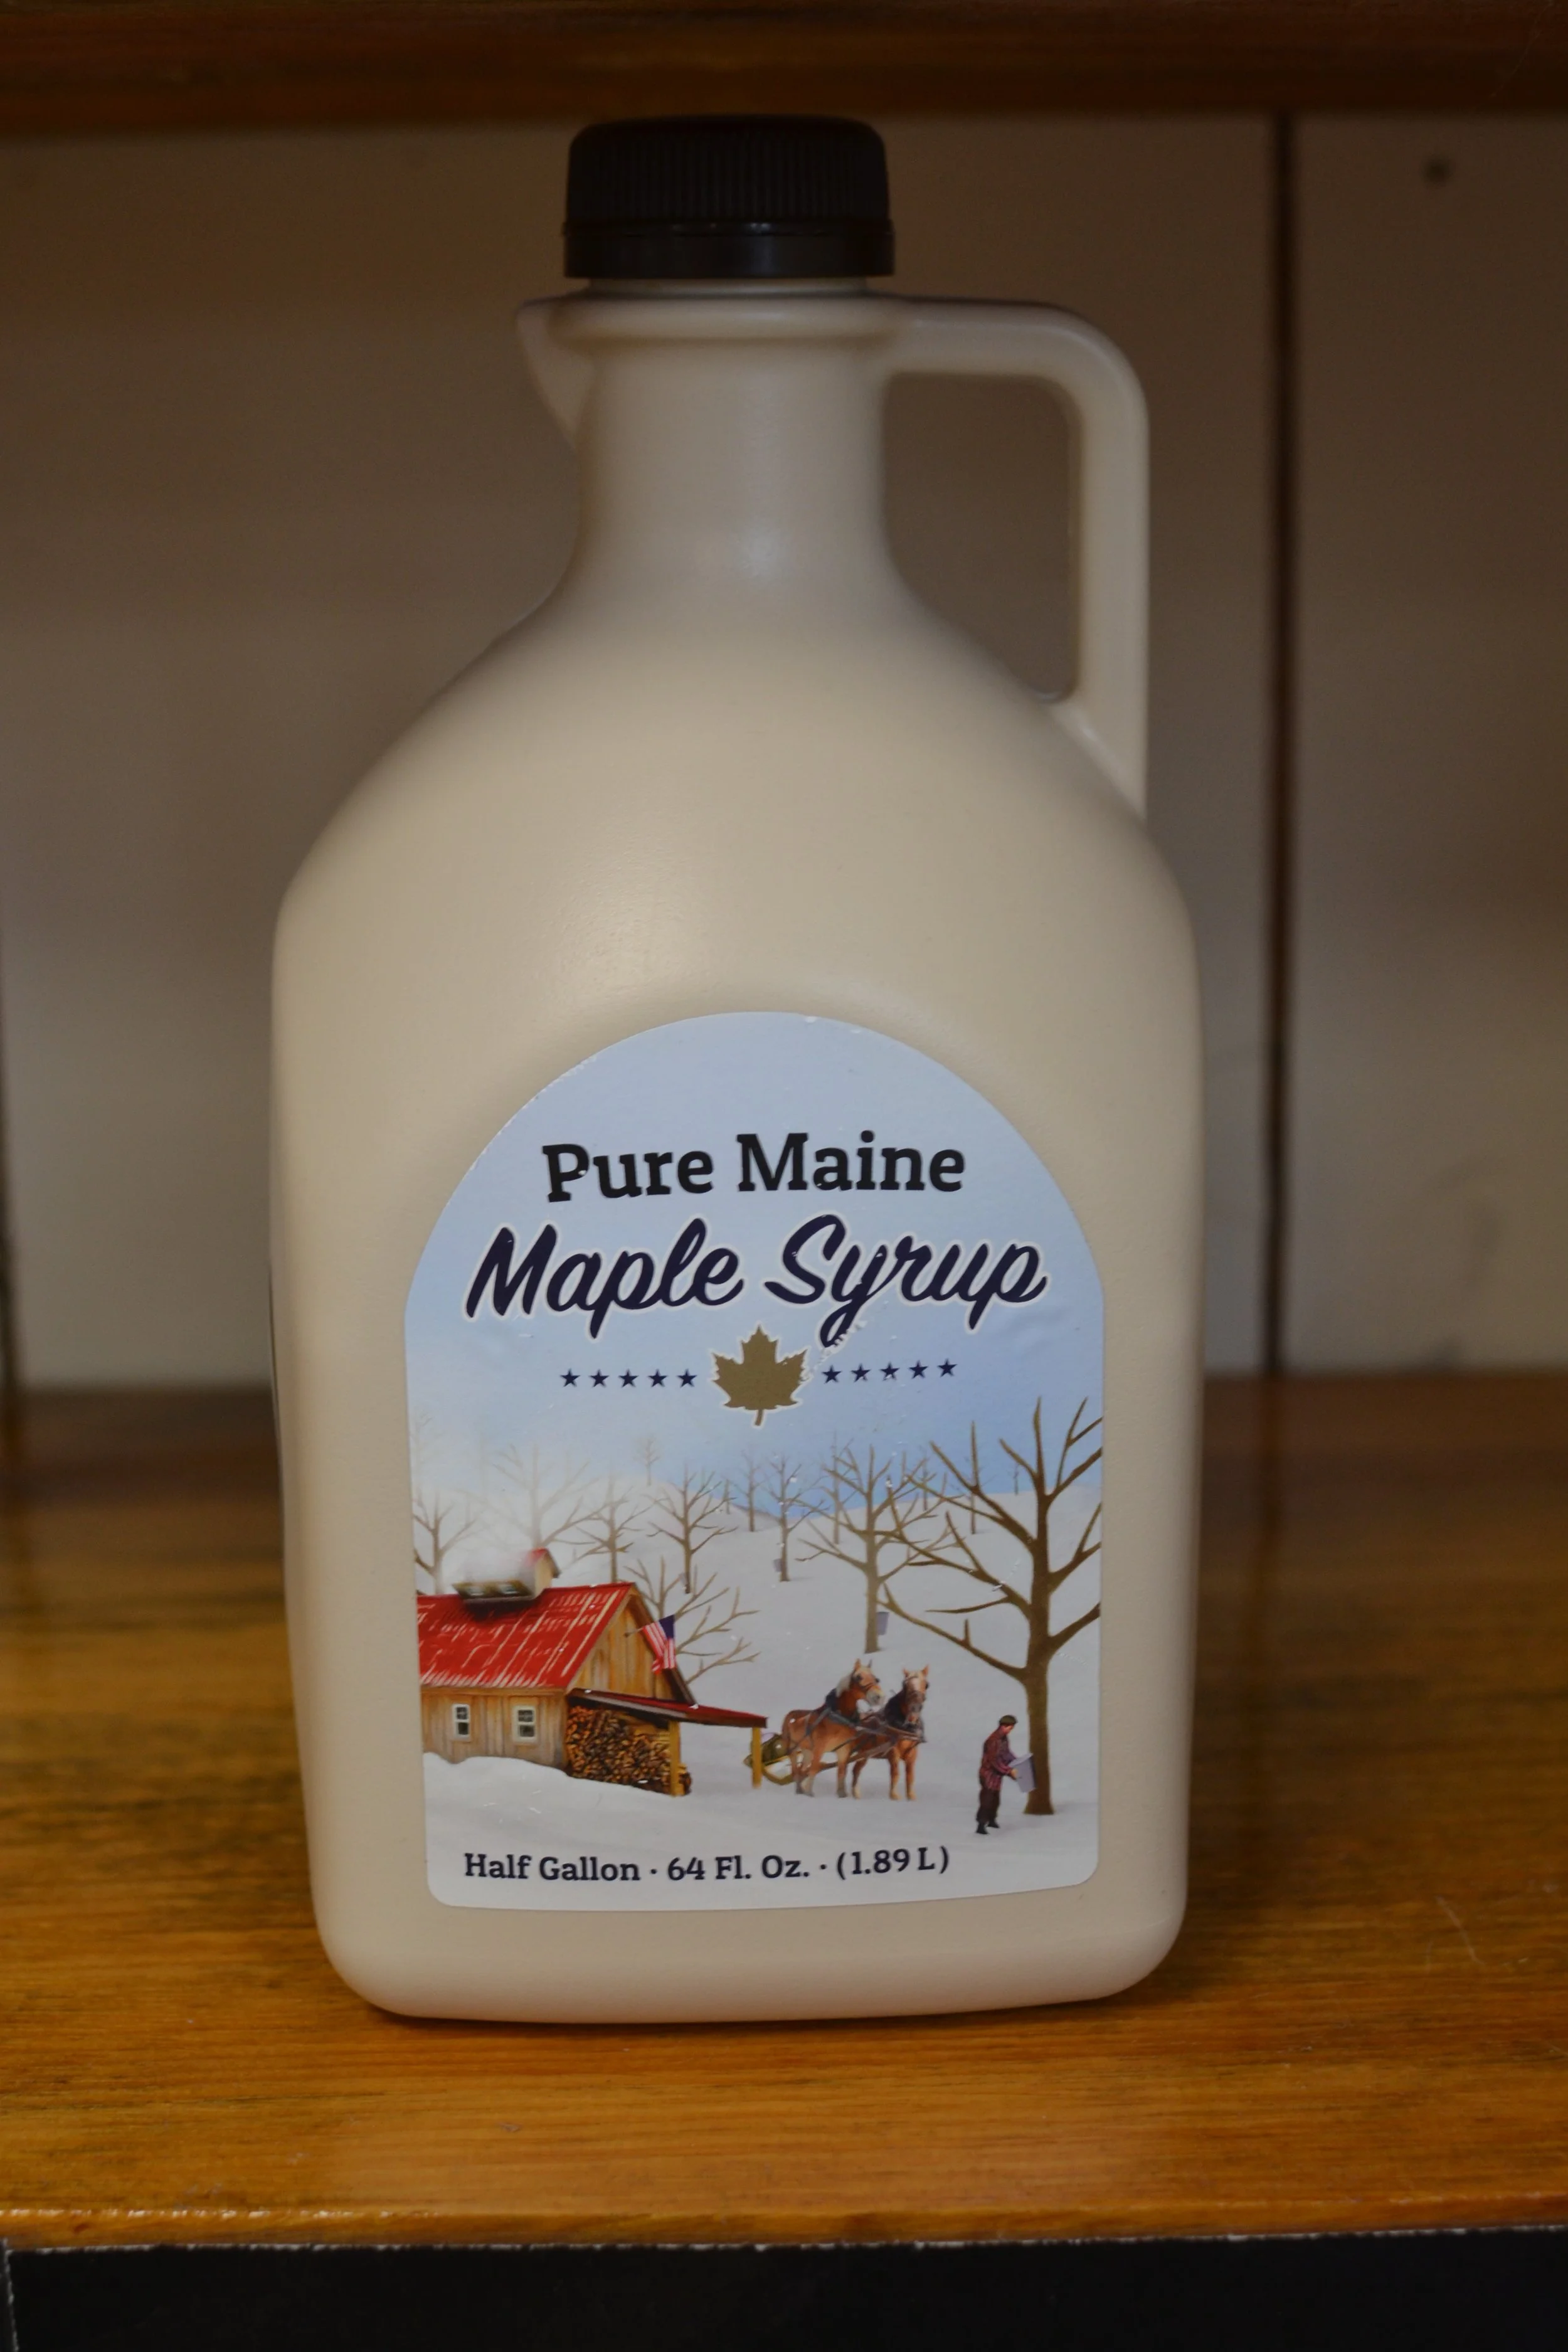 Pure Maine
Maple Syrup
Half Gallon · 64 Fl. Oz. · (1.89 L)